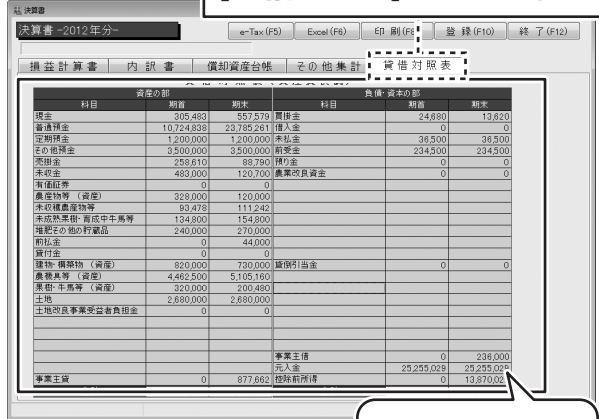 決算書
決算書 -2012年分-
e-Tax (F5) Excel (F6) 印 刷(F8) 登 録(F10) 終 了(F12)
損益計算書 内 訳 書 償却資産台帳 その他集計 貸借対照表
資産の部 負債・資本の部
科目 期首 期末 科目 期首 期末
現金 305,483 557,579 買掛金 24,680 13,620
普通預金 10,724,838 23,785,261 借入金 0 0
定期預金 1,200,000 1,200,000 未払金 36,500 36,500
その他預金 3,500,000 3,500,000 前受金 234,500 234,500
売掛金 258,610 88,790 預り金 0 0
未収金 483,000 120,700 農業改良資金 0 0
有価証券 0 0
農産物等 (資産) 328,000 120,000
未収穫農産物等 93,478 111,242
未成熟果樹・育成中牛馬等 134,800 154,800
堆肥その他の貯蔵品 240,000 270,000
前払金 0 44,000
貸付金 0 0
建物・構築物 (資産) 820,000 730,000 貸倒引当金 0 0
農機具等 (資産) 4,462,500 5,105,160
果樹・牛馬等 (資産) 320,000 200,480
土地 2,680,000 2,680,000
土地改良事業受益者負担金 0 0
事業主借 0 236,000
元入金 25,255,029 25,255,029
事業主貸 0 877,662 控除前所得 0